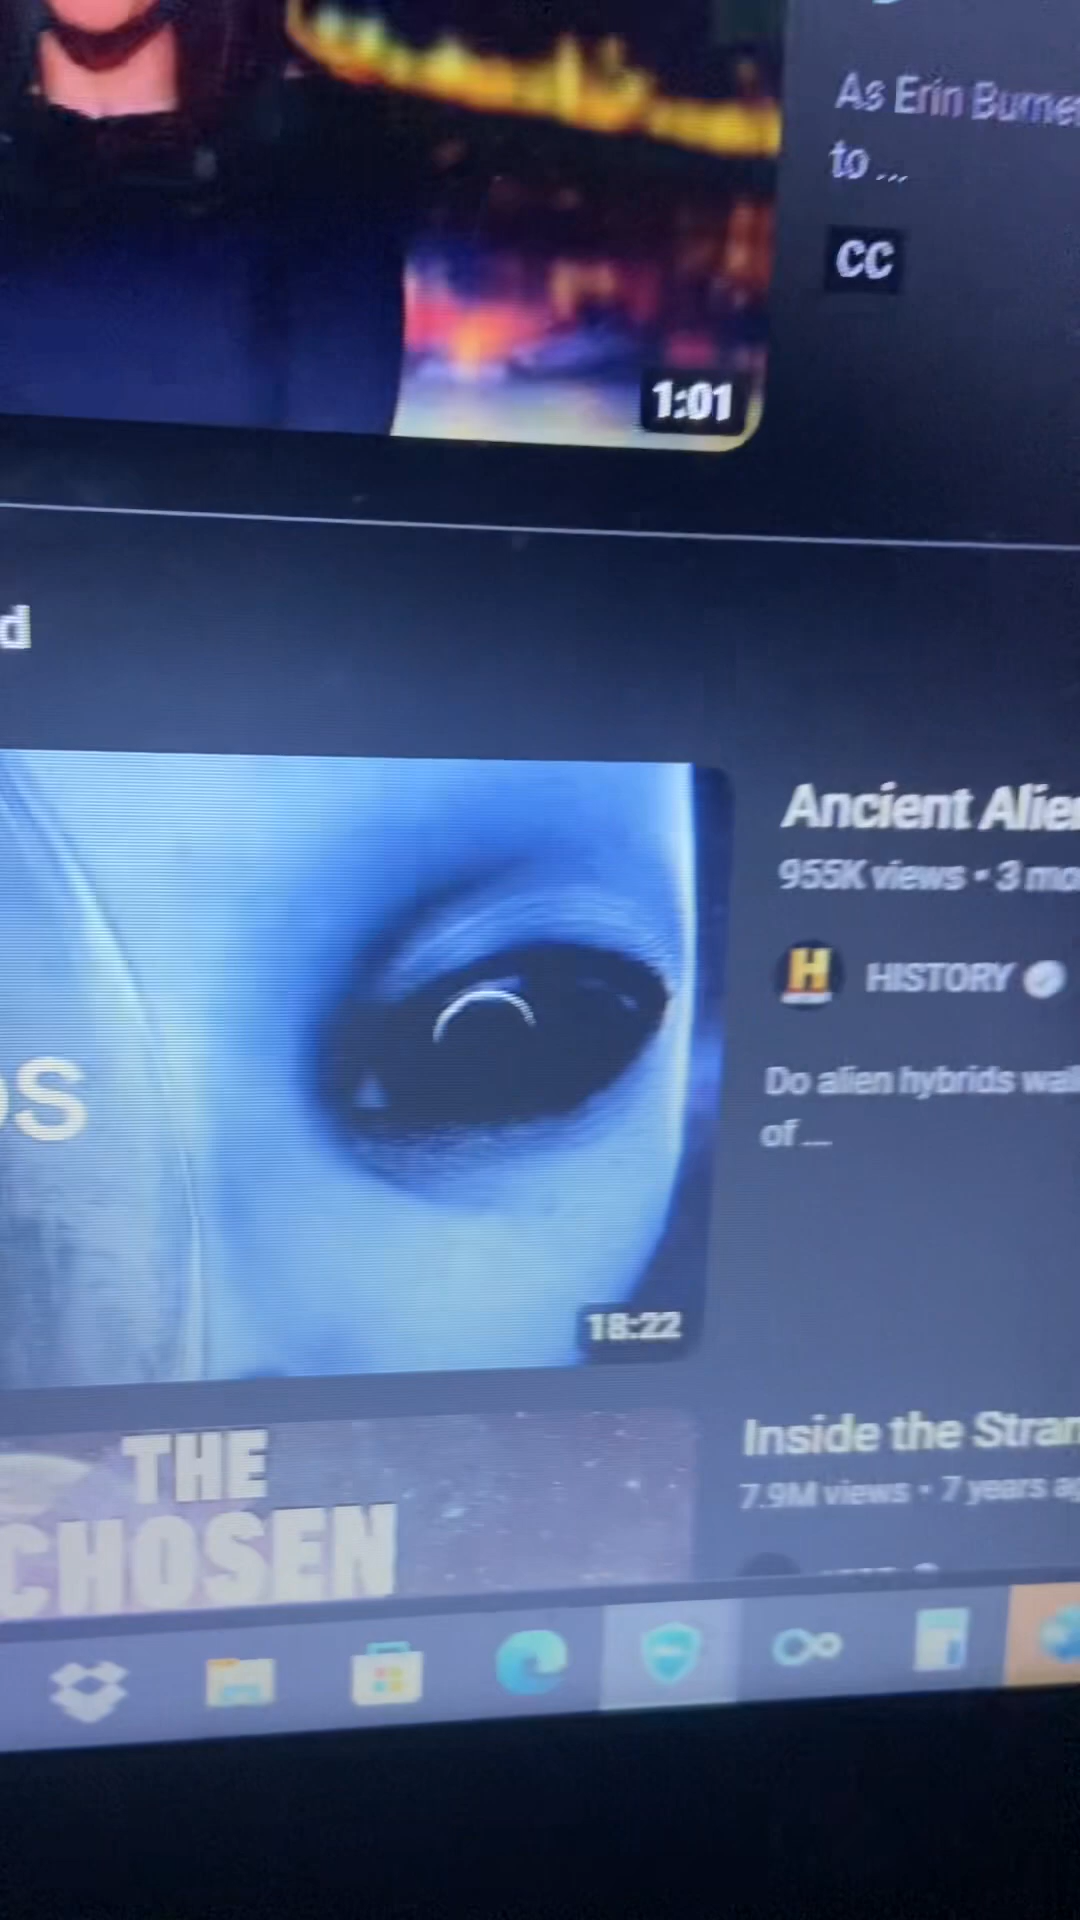 As Erin Burne
to ...
CC
1:01
d
Ancient Alie
955K views • 3 mo
HISTORY
Do alien hybrids wal
of ...
S
18:22
THE
CHOSEN
Inside the Stran
7.9M views • 7 years ag